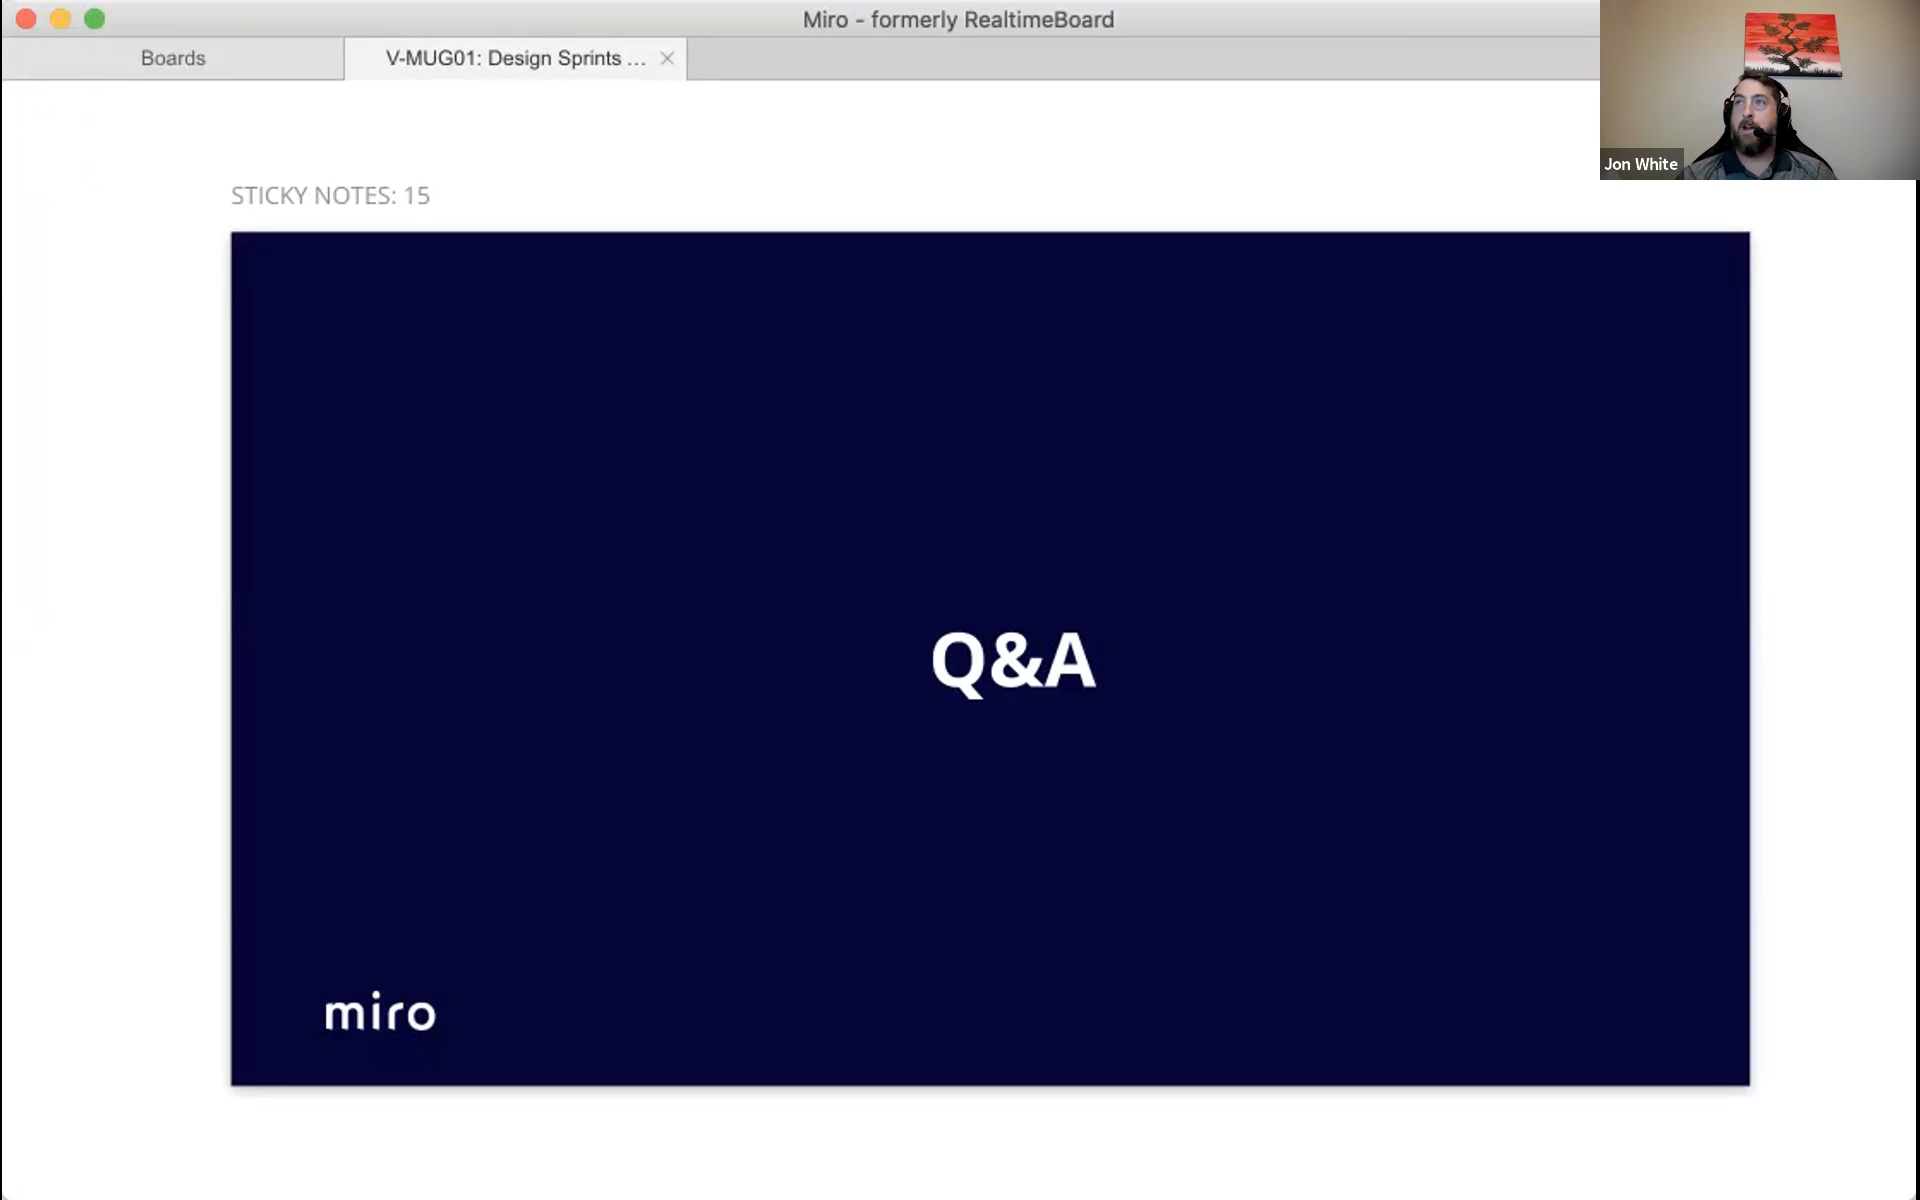 Miro - formerly RealtimeBoard
Boards
V-MUG01: Design Sprints ...
Jon White
STICKY NOTES: 15
Q&A
miro